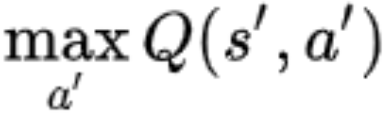 max Q(s′, a′)
a′